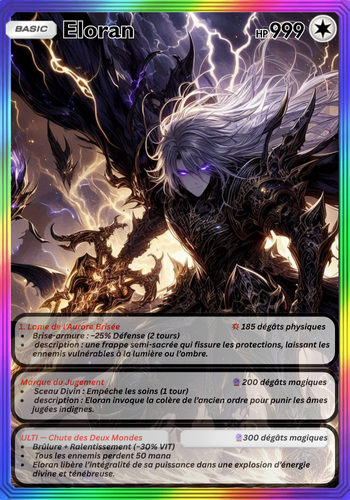 BASIC Eloran HP 999
1. Lame de l'Aurore Brisée 💥 185 dégâts physiques
• Brise-armure : −25% Défense (2 tours)
• description : une frappe semi-sacrée qui fissure les protections, laissant les
ennemis vulnérables à la lumière ou l'ombre.
Marque du Jugement 🔮 200 dégâts magiques
• Sceau Divin : Empêche les soins (1 tour)
• description : Eloran invoque la colère de l'ancien ordre pour punir les âmes
jugées indignes.
ULTI — Chute des Deux Mondes 🔮300 dégâts magiques
• Brûlure + Ralentissement (−30% VIT)
• Tous les ennemis perdent 50 mana
• Eloran libère l'intégralité de sa puissance dans une explosion d'énergie
divine et ténébreuse.